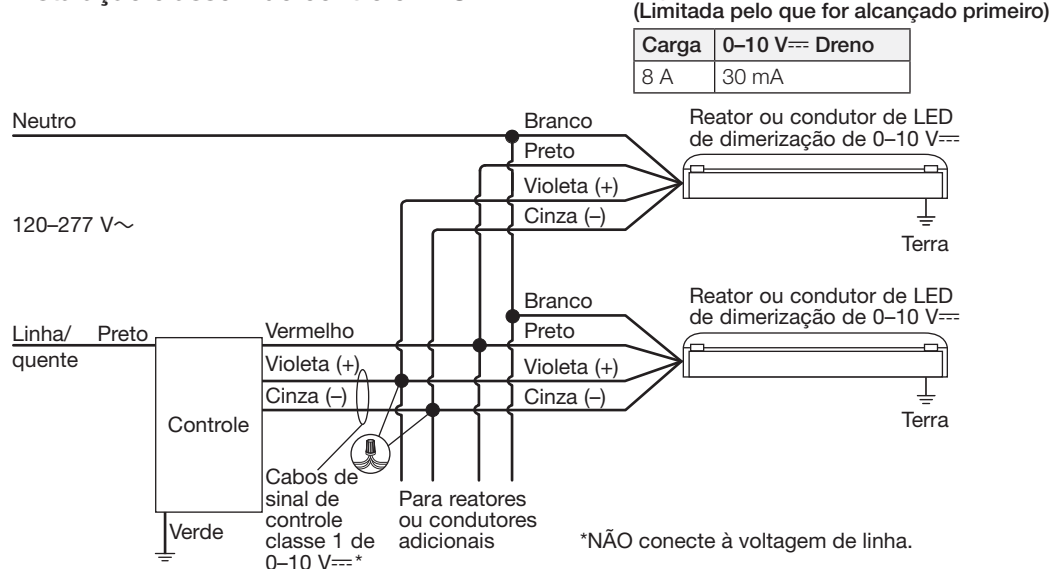 (Limitada pelo que for alcançado primeiro)
Carga 0–10 V⎓ Dreno
8 A 30 mA
Neutro
Branco
Preto
Violeta (+)
Cinza (–)
Reator ou condutor de LED
de dimerização de 0–10 V⎓
Terra
120–277 V~
Branco
Preto
Violeta (+)
Cinza (–)
Reator ou condutor de LED
de dimerização de 0–10 V⎓
Terra
Linha/
quente
Preto
Vermelho
Violeta (+)
Cinza (–)
Controle
Verde
Cabos de
sinal de
controle
classe 1 de
0–10 V⎓*
Para reatores
ou condutores
adicionais
*NÃO conecte à voltagem de linha.